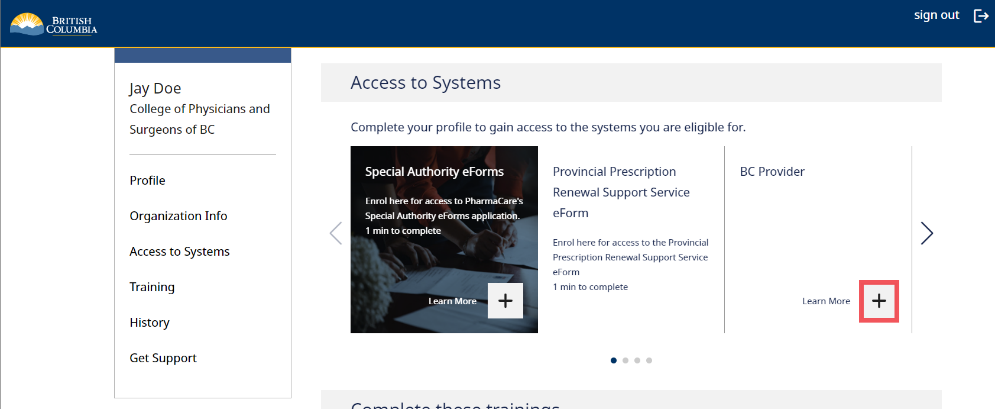 BRITISH
COLUMBIA
sign out
Jay Doe
College of Physicians and
Surgeons of BC
Profile
Organization Info
Access to Systems
Training
History
Get Support
Access to Systems
Complete your profile to gain access to the systems you are eligible for.
Special Authority eForms
Enrol here for access to PharmaCare's
Special Authority eForms application.
1 min to complete
Learn More
Provincial Prescription
Renewal Support Service
eForm
Enrol here for access to the Provincial
Prescription Renewal Support Service
eForm
1 min to complete
BC Provider
Learn More
Complete these trainings